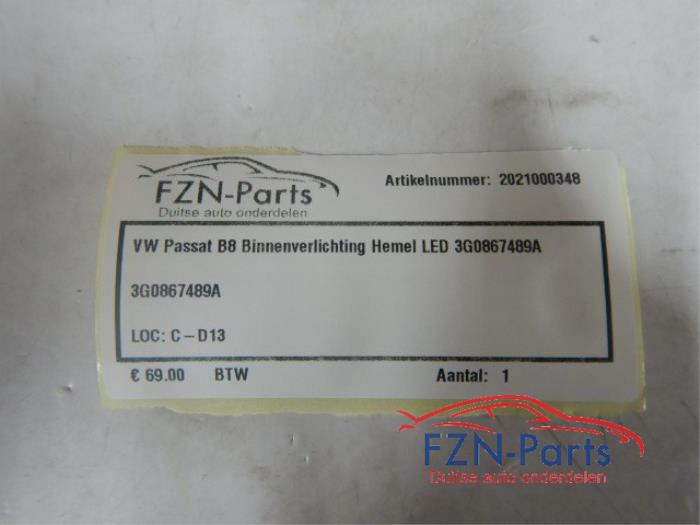 FZN-Parts
Duitse auto onderdelen
Artikelnummer: 2021000348
VW Passat B8 Binnenverlichting Hemel LED 3G0867489A
3G0867489A
LOC: C-D13
€ 69.00 BTW Aantal: 1
FZN-Parts
Duitse auto onderdelen